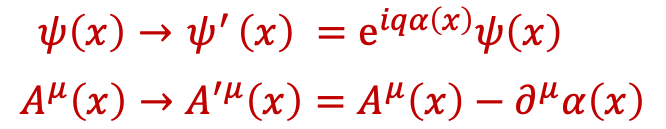 ψ(x) → ψ′ (x) = e^{iqα(x)}ψ(x)
A^μ(x) → A′^μ(x) = A^μ(x) − ∂^μα(x)